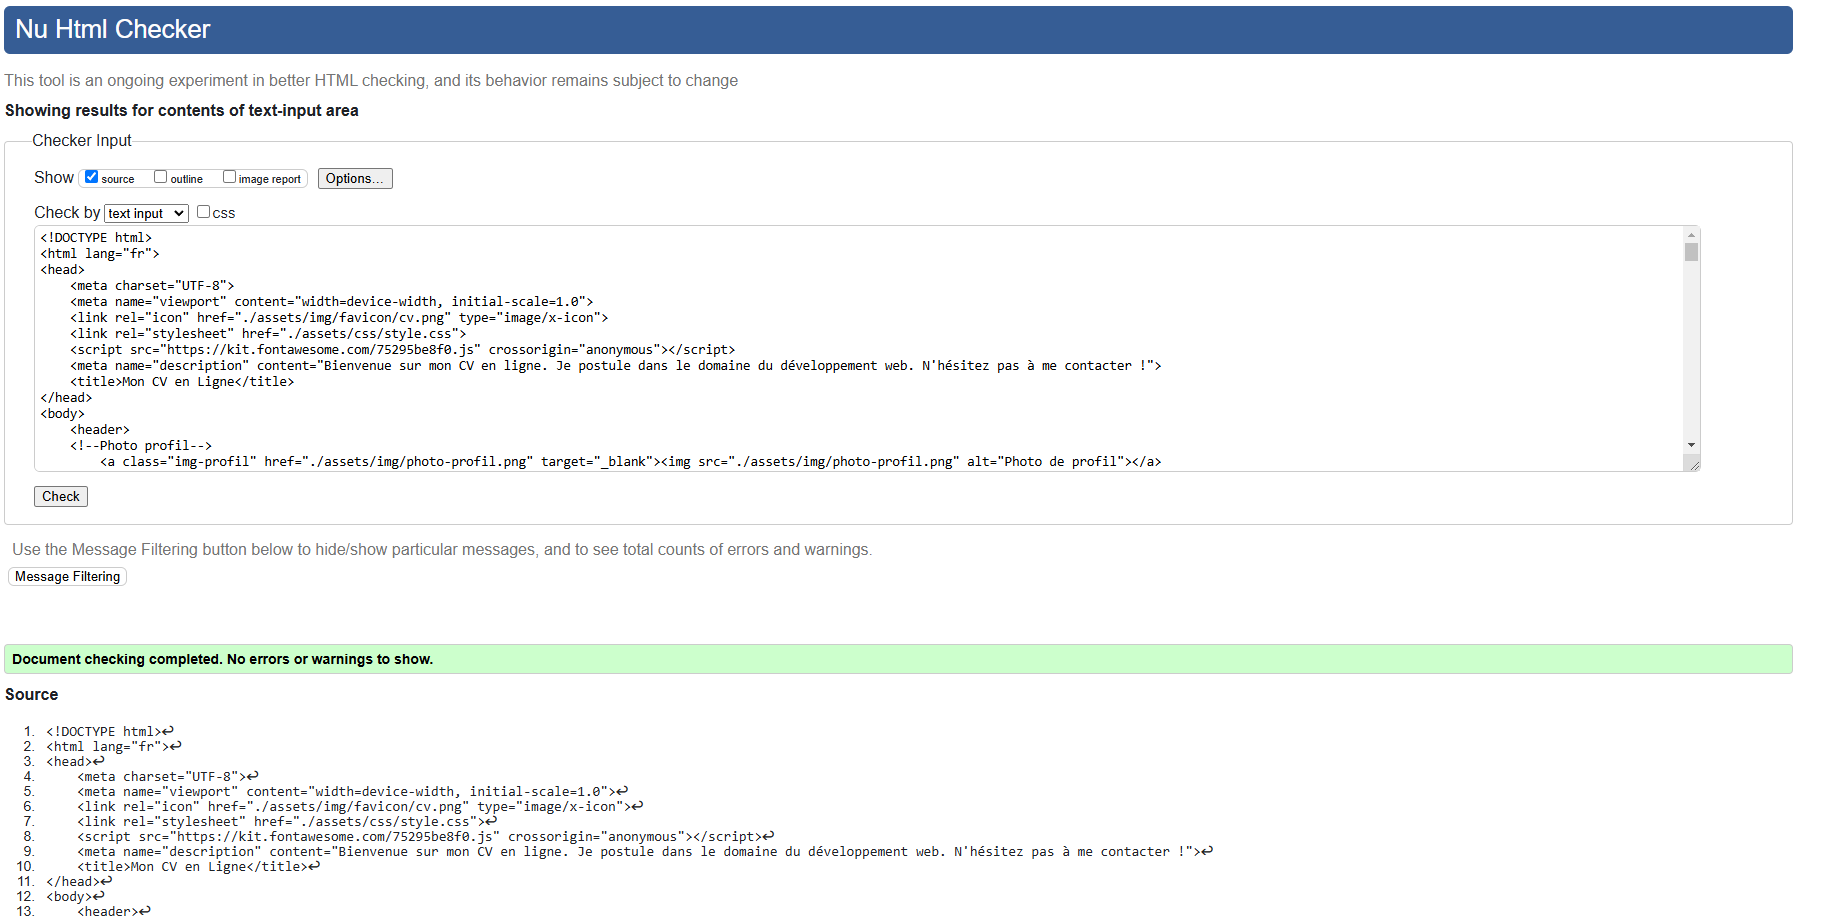 Nu Html Checker
This tool is an ongoing experiment in better HTML checking, and its behavior remains subject to change
Showing results for contents of text-input area
Checker Input
Show source outline image report Options...
Check by text input css
<!DOCTYPE html>
<html lang="fr">
<head>
    <meta charset="UTF-8">
    <meta name="viewport" content="width=device-width, initial-scale=1.0">
    <link rel="icon" href="./assets/img/favicon/cv.png" type="image/x-icon">
    <link rel="stylesheet" href="./assets/css/style.css">
    <script src="https://kit.fontawesome.com/75295be8f0.js" crossorigin="anonymous"></script>
    <meta name="description" content="Bienvenue sur mon CV en ligne. Je postule dans le domaine du développement web. N'hésitez pas à me contacter !">
    <title>Mon CV en Ligne</title>
</head>
<body>
    <header>
    <!--Photo profil-->
        <a class="img-profil" href="./assets/img/photo-profil.png" target="_blank"><img src="./assets/img/photo-profil.png" alt="Photo de profil"></a>
Check
Use the Message Filtering button below to hide/show particular messages, and to see total counts of errors and warnings.
Message Filtering
Document checking completed. No errors or warnings to show.
Source
1. <!DOCTYPE html>↩
2. <html lang="fr">↩
3. <head>↩
4.     <meta charset="UTF-8">↩
5.     <meta name="viewport" content="width=device-width, initial-scale=1.0">↩
6.     <link rel="icon" href="./assets/img/favicon/cv.png" type="image/x-icon">↩
7.     <link rel="stylesheet" href="./assets/css/style.css">↩
8.     <script src="https://kit.fontawesome.com/75295be8f0.js" crossorigin="anonymous"></script>↩
9.     <meta name="description" content="Bienvenue sur mon CV en ligne. Je postule dans le domaine du développement web. N'hésitez pas à me contacter !">↩
10.     <title>Mon CV en Ligne</title>↩
11. </head>↩
12. <body>↩
13.     <header>↩